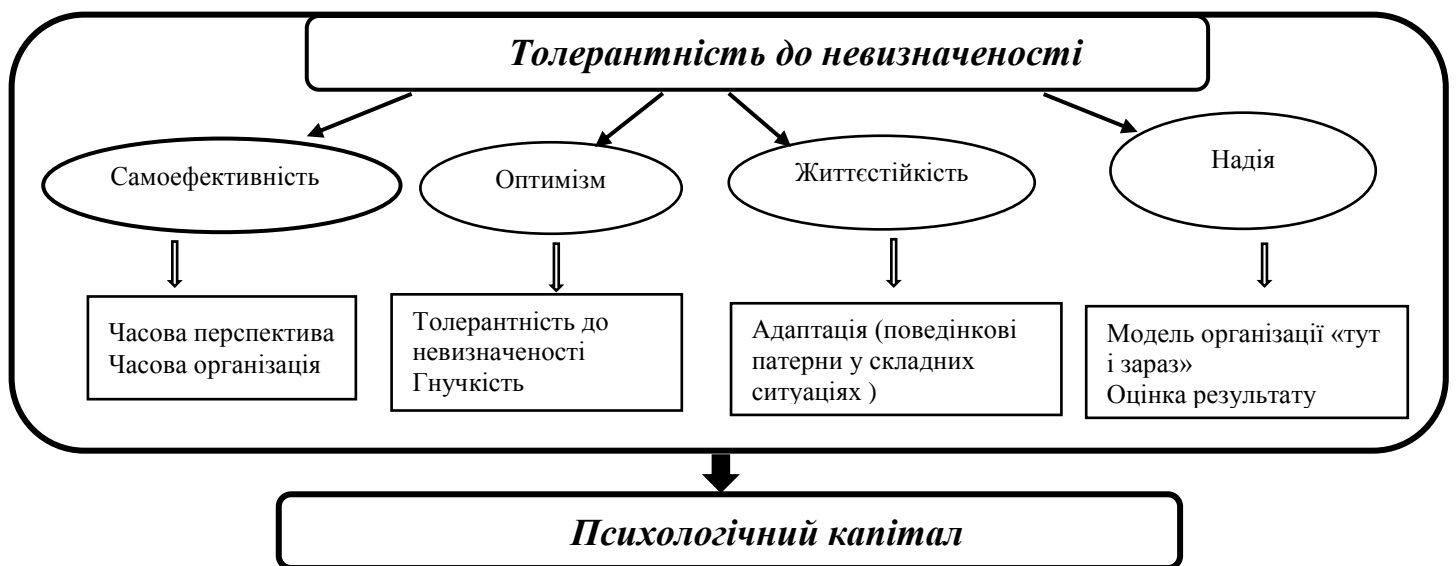 Толерантність до невизначеності
Самоефективність
Оптимізм
Життєстійкість
Надія
Часова перспектива
Часова організація
Толерантність до
невизначеності
Гнучкість
Адаптація (поведінкові
патерни у складних
ситуаціях )
Модель організації «тут
і зараз»
Оцінка результату
Психологічний капітал